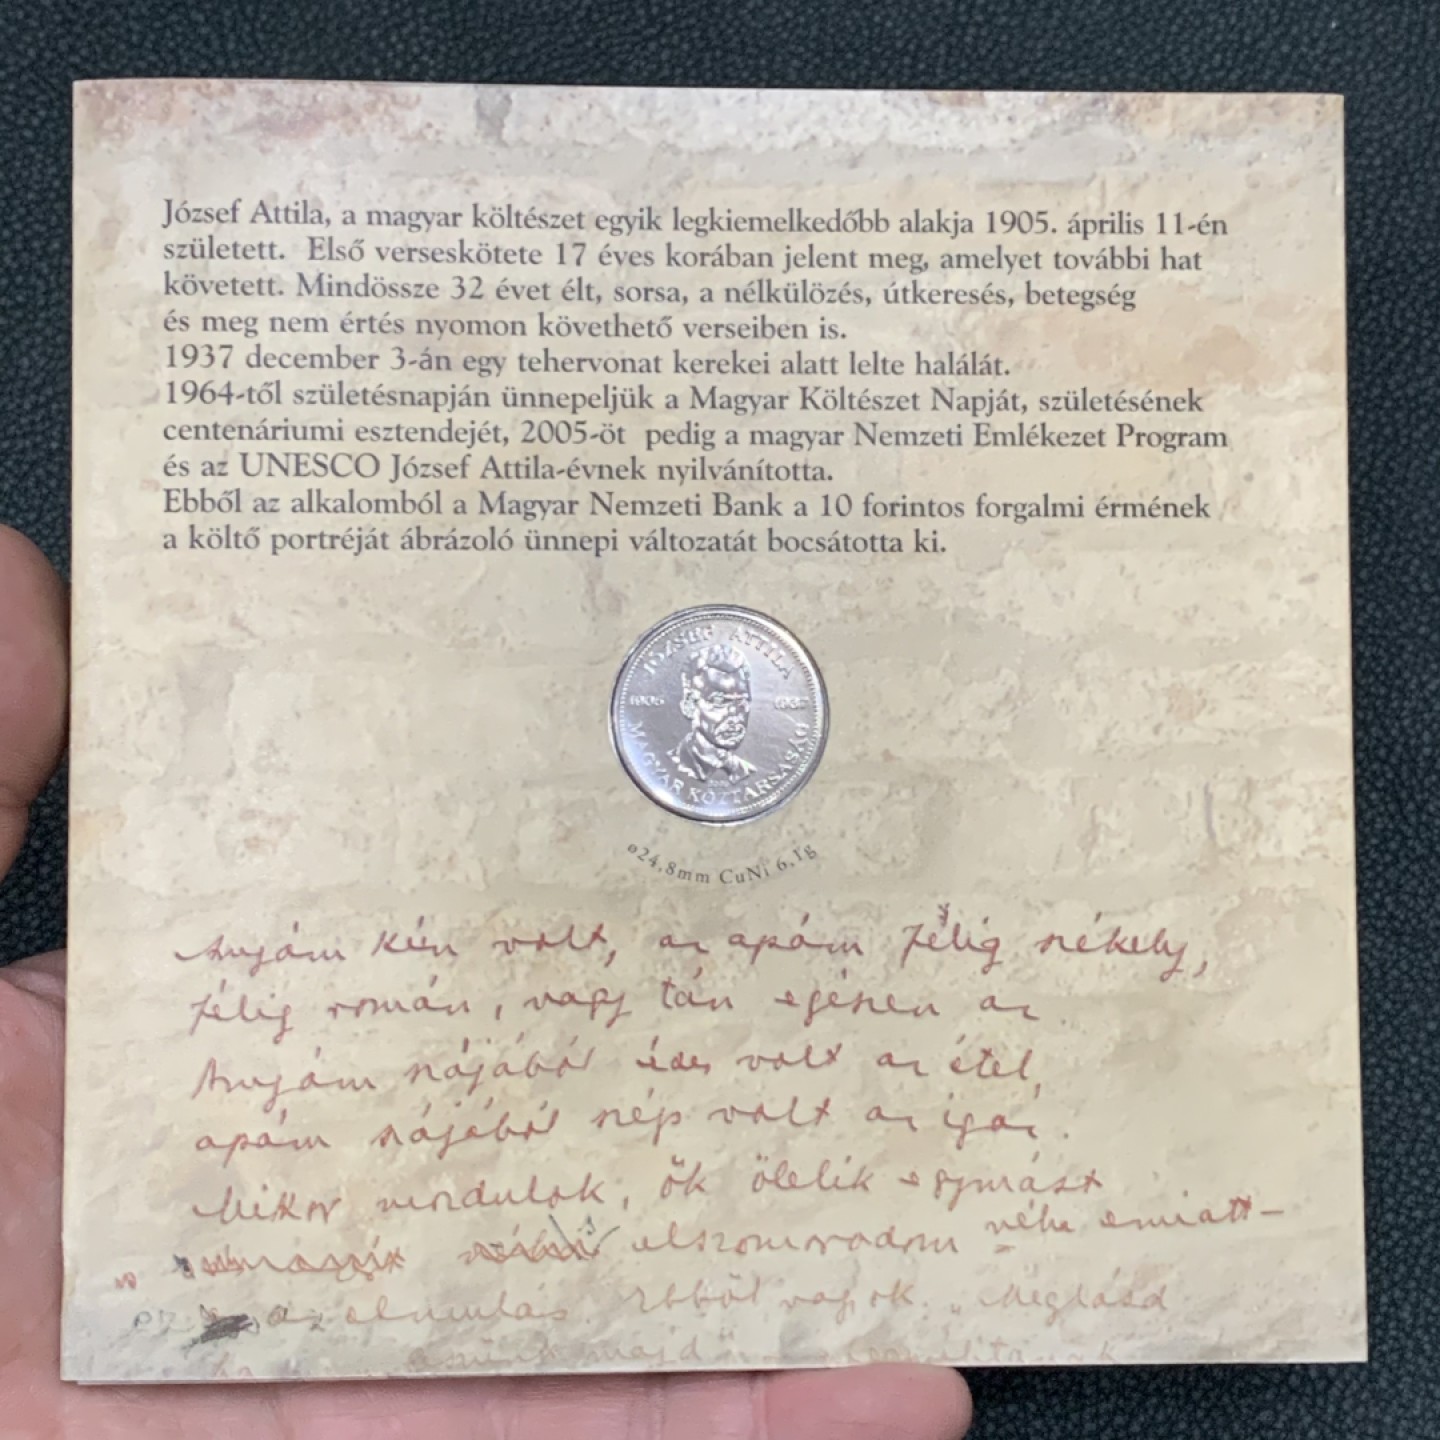 József Attila, a magyar költészet egyik legkiemelkedőbb alakja 1905. április 11-én
született. Első verseskötete 17 éves korában jelent meg, amelyet további hat
követett. Mindössze 32 évet élt, sorsa, a nélkülözés, útkeresés, betegség
és meg nem értés nyomon követhető verseiben is.
1937 december 3-án egy tehervonat kerekei alatt lelte halálát.
1964-től születésnapján ünnepeljük a Magyar Költészet Napját, születésének
centenáriumi esztendejét, 2005-öt pedig a magyar Nemzeti Emlékezet Program
és az UNESCO József Attila-évnek nyilvánította.
Ebből az alkalomból a Magyar Nemzeti Bank a 10 forintos forgalmi érmének
a költő portréját ábrázoló ünnepi változatát bocsátotta ki.
JÓZSEF ATTILA
1905 1937
MAGYAR KÖZTÁRSASÁG
ø24,8mm CuNi 6,1g
Anyám kún volt, az apám félig székely,
félig román, vagy tán egészen az
Anyám szájából édes volt az étel,
apám szájából szép volt az igaz.
Mikor mozdulok, ők ölelik egymást
elszomorodom néha emiatt-
ez az elmulás. Ebből vagyok. „Meglásd